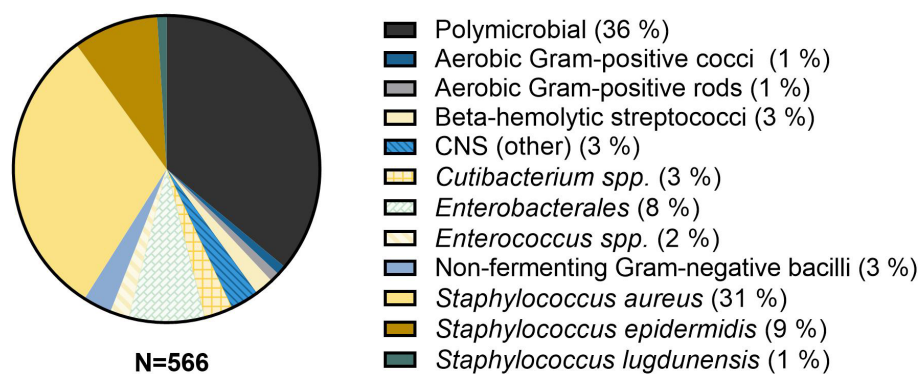 Polymicrobial (36 %)
Aerobic Gram-positive cocci  (1 %)
Aerobic Gram-positive rods (1 %)
Beta-hemolytic streptococci (3 %)
CNS (other) (3 %)
Cutibacterium spp. (3 %)
Enterobacterales (8 %)
Enterococcus spp. (2 %)
Non-fermenting Gram-negative bacilli (3 %)
Staphylococcus aureus (31 %)
Staphylococcus epidermidis (9 %)
Staphylococcus lugdunensis (1 %)
N=566